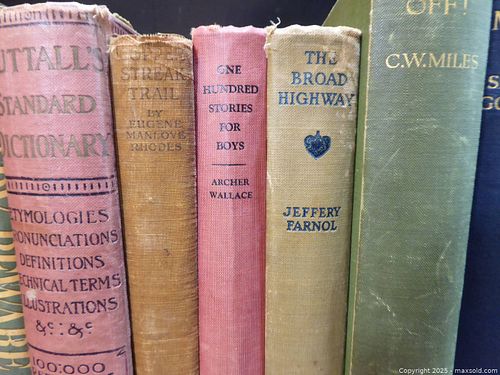 UTTALL'S
STANDARD
DICTIONARY
ETYMOLOGIES
PRONUNCIATIONS
DEFINITIONS
TECHNICAL TERMS
ILLUSTRATIONS
&c : &c
100:000
COPPER
STREAK
TRAIL
BY
EUGENE
MANLOVE
RHODES
ONE
HUNDRED
STORIES
FOR
BOYS
ARCHER
WALLACE
THE
BROAD
HIGHWAY
JEFFERY
FARNOL
OFF!
C.W.MILES
Copyright 2025 - maxsold.com